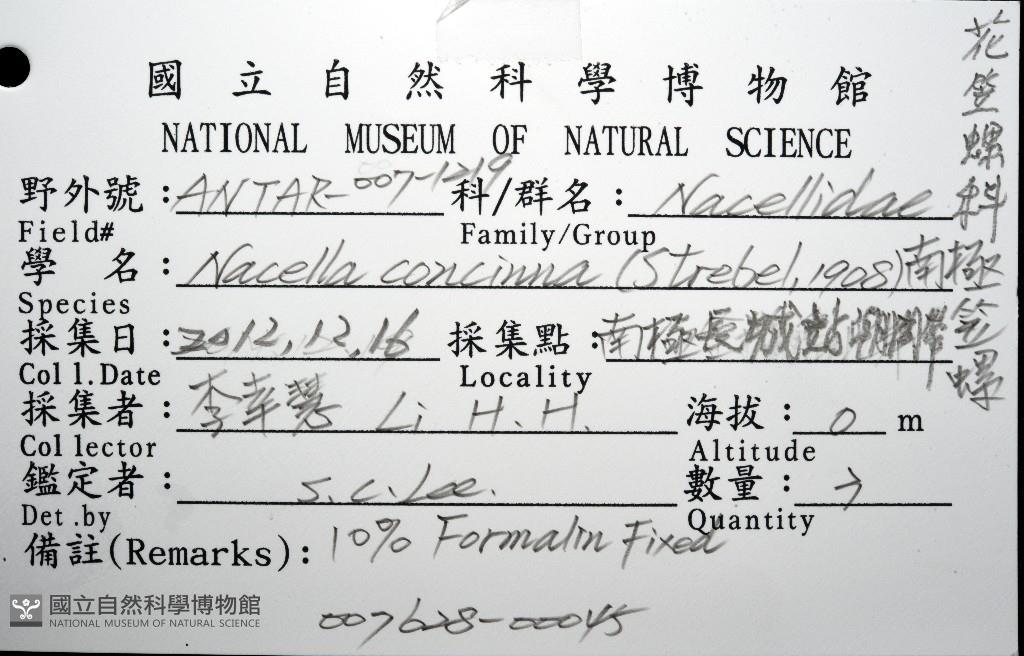 國立自然科學博物館
NATIONAL MUSEUM OF NATURAL SCIENCE
野外號：ANTAR-007-1219 科/群名：Nacellidae 花笠螺科
Field# Family/Group
學 名：Nacella concinna (Strebel, 1908) 南極笠螺
Species
採集日：2012,12,16 採集點：南極長城站潮間帶
Coll.Date Locality
採集者：李幸慧 Li H.H. 海拔：0 m
Collector Altitude
鑑定者：S.C.Lee. 數量：
Det.by Quantity
備註(Remarks)：10% Formalin Fixed
007628-00045
國立自然科學博物館
NATIONAL MUSEUM OF NATURAL SCIENCE